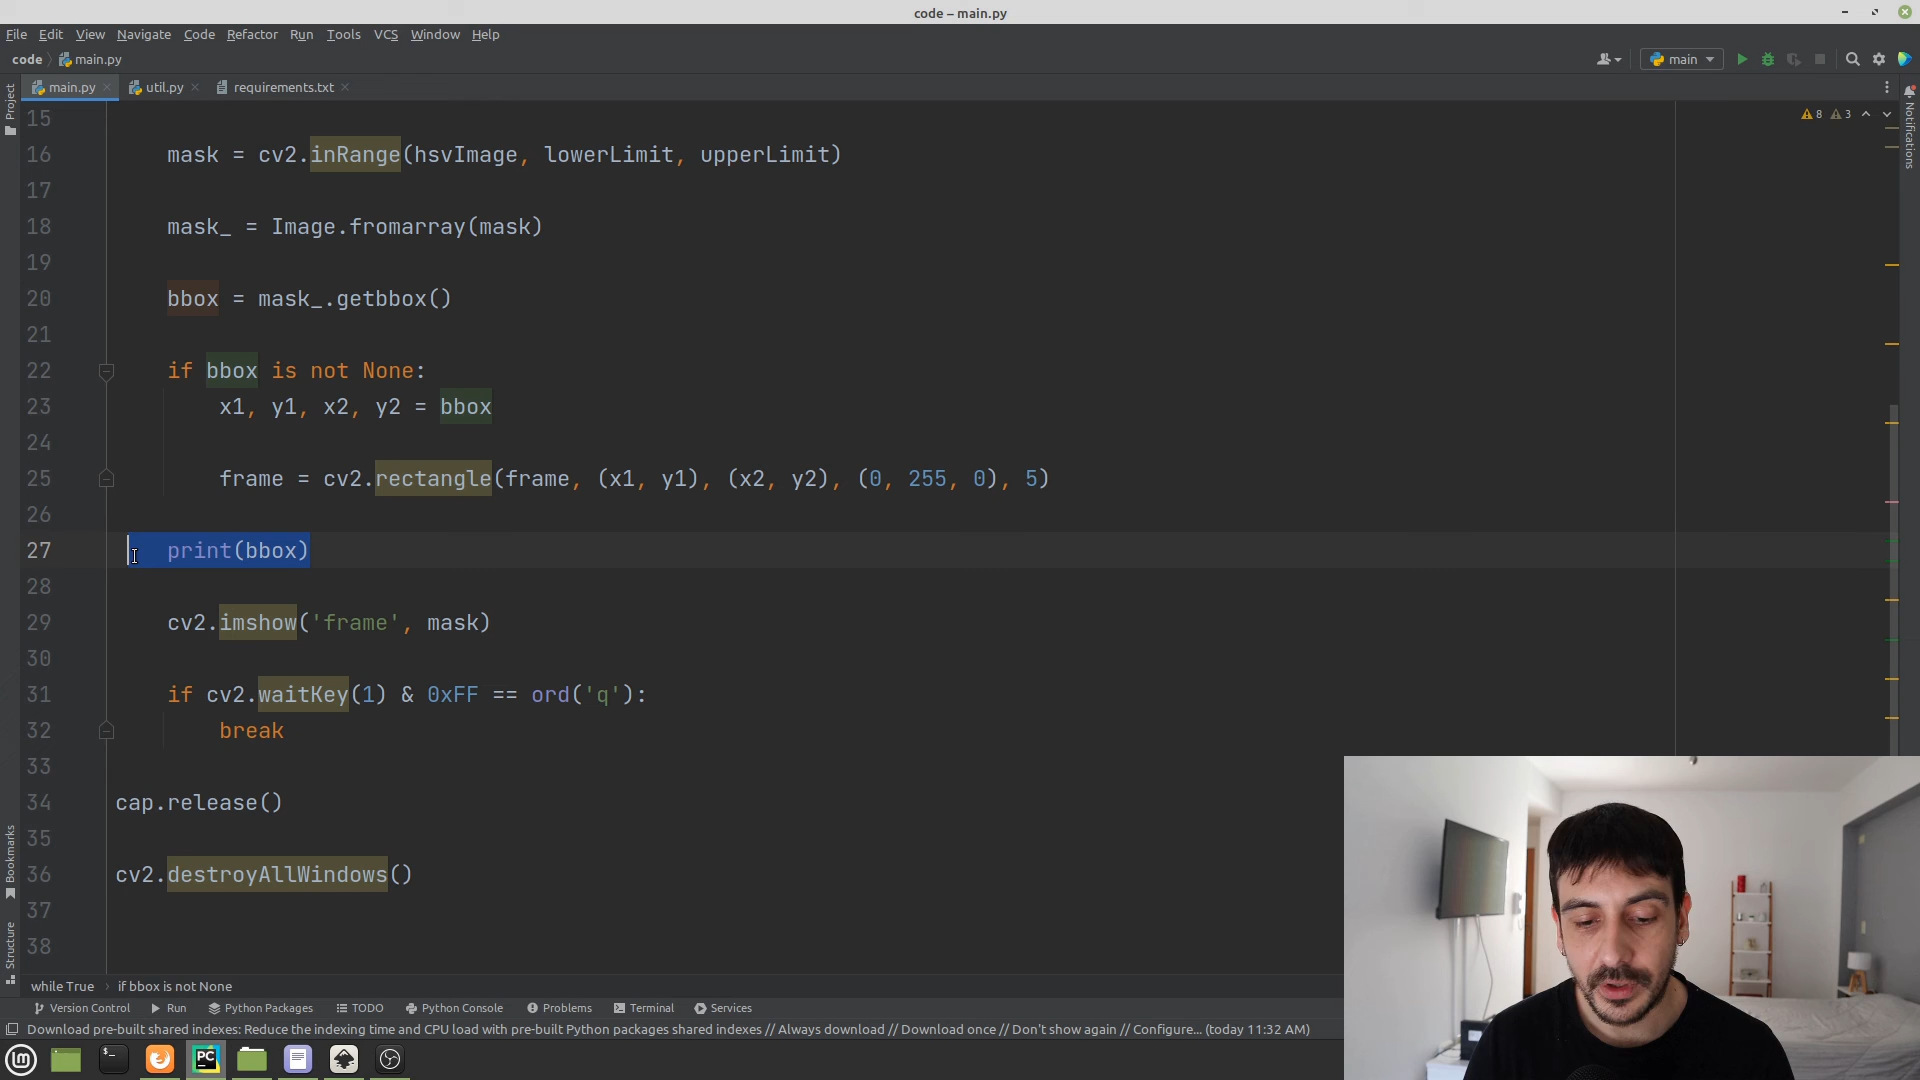 code – main.py
File Edit View Navigate Code Refactor Run Tools VCS Window Help
code main.py main
main.py util.py requirements.txt
Project
Notifications
8 3
15
16 mask = cv2.inRange(hsvImage, lowerLimit, upperLimit)
17
18 mask_ = Image.fromarray(mask)
19
20 bbox = mask_.getbbox()
21
22 if bbox is not None:
23 x1, y1, x2, y2 = bbox
24
25 frame = cv2.rectangle(frame, (x1, y1), (x2, y2), (0, 255, 0), 5)
26
27 print(bbox)
28
29 cv2.imshow('frame', mask)
30
31 if cv2.waitKey(1) & 0xFF == ord('q'):
32 break
33
34 cap.release()
35
36 cv2.destroyAllWindows()
37
38
Bookmarks
Structure
while True if bbox is not None
Version Control Run Python Packages TODO Python Console Problems Terminal Services
Download pre-built shared indexes: Reduce the indexing time and CPU load with pre-built Python packages shared indexes // Always download // Download once // Don't show again // Configure... (today 11:32 AM)
PC